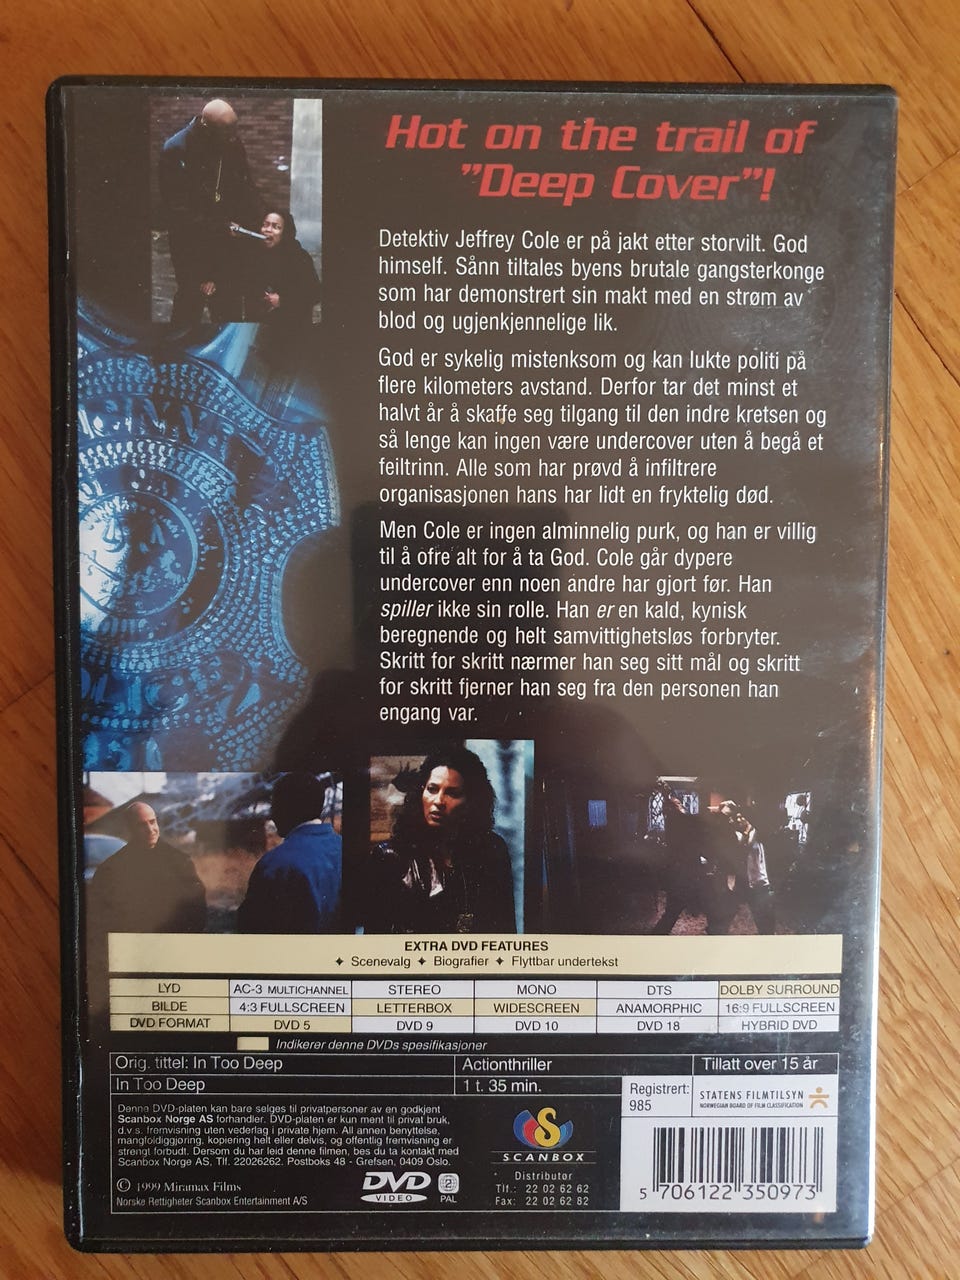 Hot on the trail of
"Deep Cover"!
Detektiv Jeffrey Cole er på jakt etter storvilt. God
himself. Sånn tiltales byens brutale gangsterkonge
som har demonstrert sin makt med en strøm av
blod og ugjenkjennelige lik.
God er sykelig mistenksom og kan lukte politi på
flere kilometers avstand. Derfor tar det minst et
halvt år å skaffe seg tilgang til den indre kretsen og
så lenge kan ingen være undercover uten å begå et
feiltrinn. Alle som har prøvd å infiltrere
organisasjonen hans har lidt en fryktelig død.
Men Cole er ingen alminnelig purk, og han er villig
til å ofre alt for å ta God. Cole går dypere
undercover enn noen andre har gjort før. Han
spiller ikke sin rolle. Han er en kald, kynisk
beregnende og helt samvittighetsløs forbryter.
Skritt for skritt nærmer han seg sitt mål og skritt
for skritt fjerner han seg fra den personen han
engang var.
EXTRA DVD FEATURES
✦ Scenevalg ✦ Biografier ✦ Flyttbar undertekst
LYD AC-3 MULTICHANNEL STEREO MONO DTS DOLBY SURROUND
BILDE 4:3 FULLSCREEN LETTERBOX WIDESCREEN ANAMORPHIC 16:9 FULLSCREEN
DVD FORMAT DVD 5 DVD 9 DVD 10 DVD 18 HYBRID DVD
Indikerer denne DVDs spesifikasjoner
Orig. tittel: In Too Deep Actionthriller Tillatt over 15 år
In Too Deep 1 t. 35 min.
Registrert:
985
STATENS FILMTILSYN
NORWEGIAN BOARD OF FILM CLASSIFICATION
Denne DVD-platen kan bare selges til privatpersoner av en godkjent
Scanbox Norge AS forhandler. DVD-platen er kun ment til privat bruk,
d.v.s. fremvisning uten vederlag i private hjem. All annen benyttelse,
mangfoldiggjøring, kopiering helt eller delvis, og offentlig fremvisning er
strengt forbudt. Dersom du har leid denne filmen, bes du ta kontakt med
Scanbox Norge AS, Tlf. 22026262. Postboks 48 - Grefsen, 0409 Oslo.
© 1999 Miramax Films
Norske Rettigheter Scanbox Entertainment A/S
DVD
VIDEO
2
PAL
S
SCANBOX
Distributor
Tlf.: 22 02 62 62
Fax: 22 02 62 82
5 706122 350973